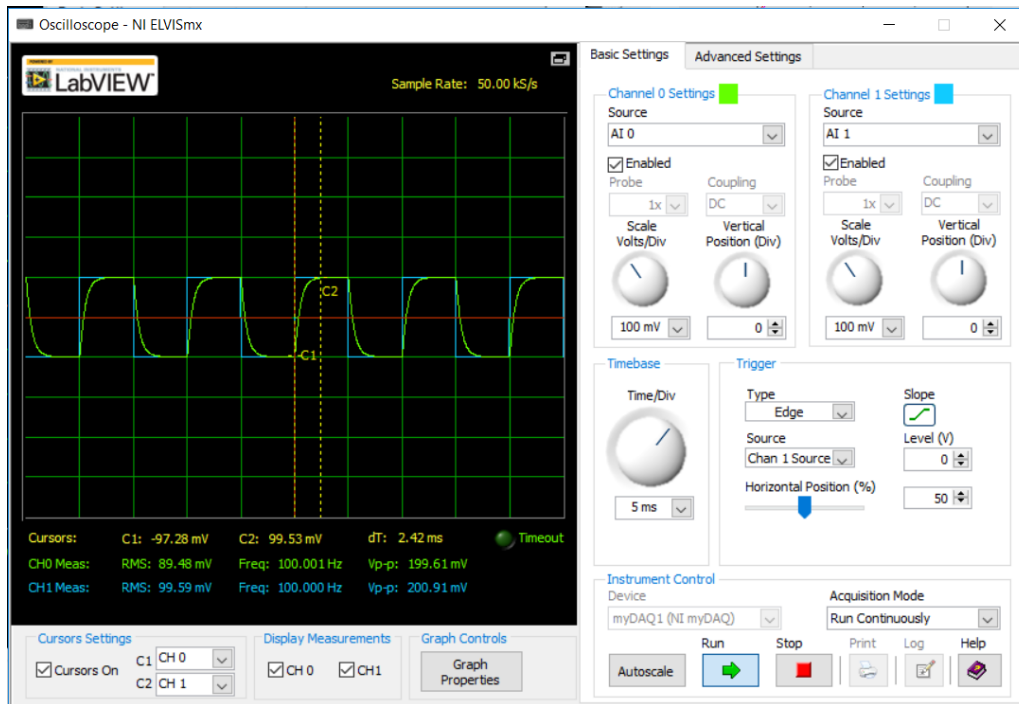 Oscilloscope - NI ELVISmx
POWERED BY
NATIONAL INSTRUMENTS
LabVIEW
Sample Rate: 50.00 kS/s
C2
C1
Cursors: C1: -97.28 mV C2: 99.53 mV dT: 2.42 ms Timeout
CH0 Meas: RMS: 89.48 mV Freq: 100.001 Hz Vp-p: 199.61 mV
CH1 Meas: RMS: 99.59 mV Freq: 100.000 Hz Vp-p: 200.91 mV
Cursors Settings
Cursors On
C1 CH 0
C2 CH 1
Display Measurements
CH 0 CH1
Graph Controls
Graph
Properties
Basic Settings Advanced Settings
Channel 0 Settings
Source
AI 0
Enabled
Probe Coupling
1x DC
Scale Vertical
Volts/Div Position (Div)
100 mV 0
Channel 1 Settings
Source
AI 1
Enabled
Probe Coupling
1x DC
Scale Vertical
Volts/Div Position (Div)
100 mV 0
Timebase
Time/Div
5 ms
Trigger
Type Slope
Edge
Source Level (V)
Chan 1 Source 0
Horizontal Position (%)
50
Instrument Control
Device Acquisition Mode
myDAQ1 (NI myDAQ) Run Continuously
Run Stop Print Log Help
Autoscale